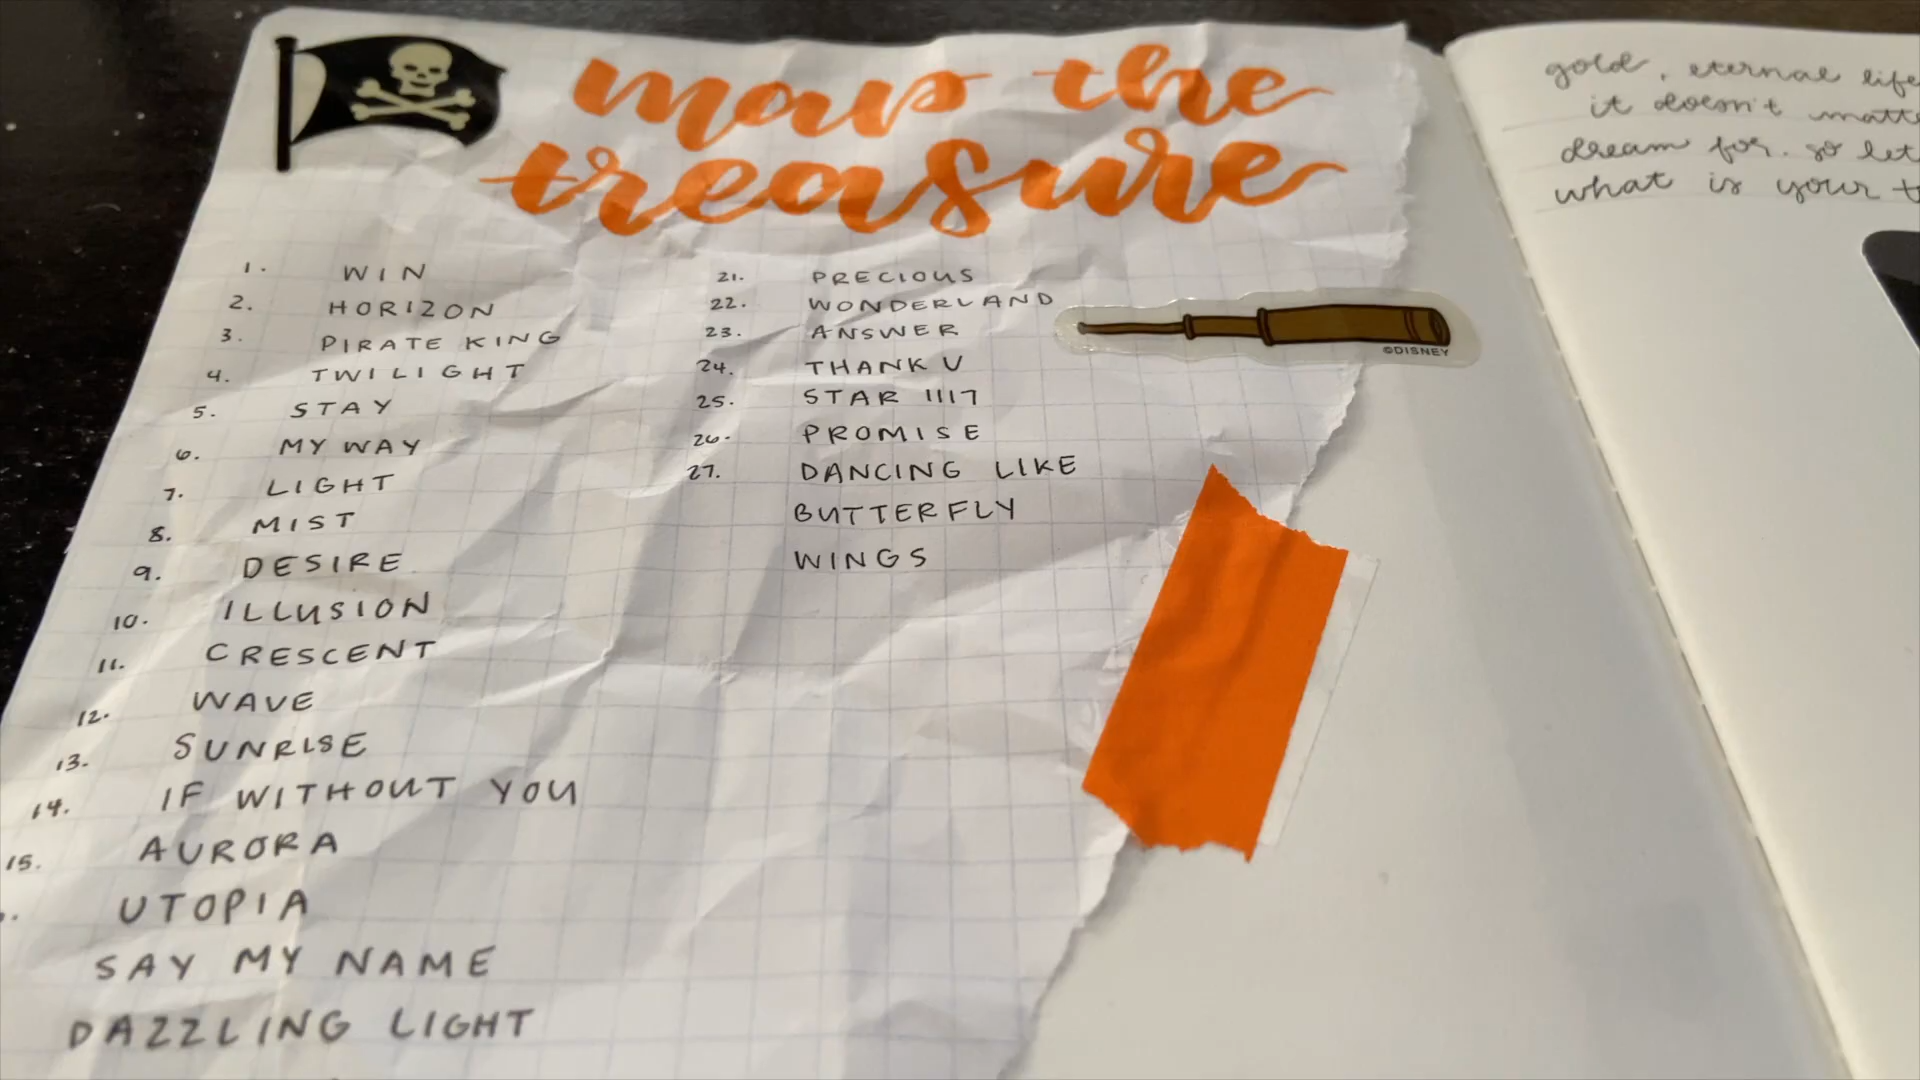 map the
treasure
1. WIN
2. HORIZON
3. PIRATE KING
4. TWILIGHT
5. STAY
6. MY WAY
7. LIGHT
8. MIST
9. DESIRE
10. ILLUSION
11. CRESCENT
12. WAVE
13. SUNRISE
14. IF WITHOUT YOU
15. AURORA
UTOPIA
SAY MY NAME
DAZZLING LIGHT
21. PRECIOUS
22. WONDERLAND
23. ANSWER
24. THANK U
25. STAR 1117
26. PROMISE
27. DANCING LIKE
BUTTERFLY
WINGS
©DISNEY
gold, eternal life
it doesn't matte
dream for. so let
what is your t